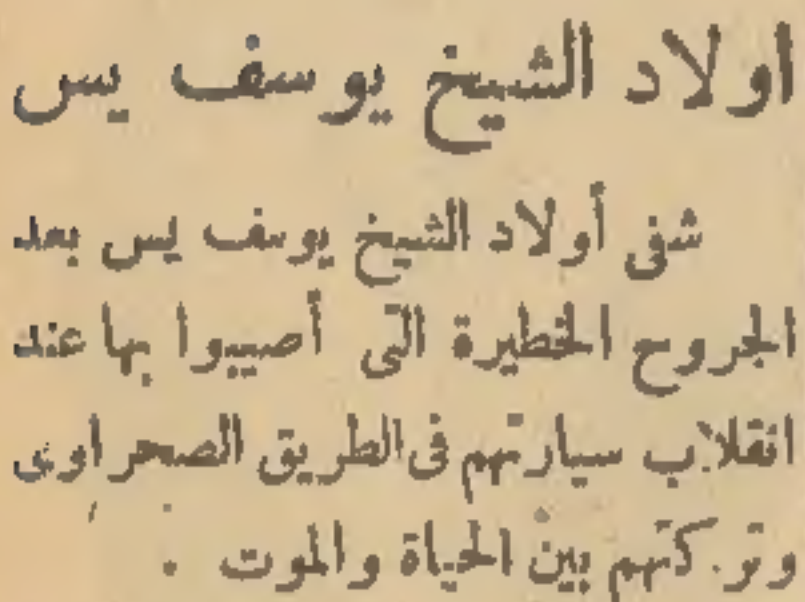 اولاد الشيخ يوسف يس
شفى أولاد الشيخ يوسف يس بعد
الجروح الخطيرة التى أصيبوا بها عند
انقلاب سيارتهم فى الطريق الصحراوى
وتركتهم بين الحياة والموت .